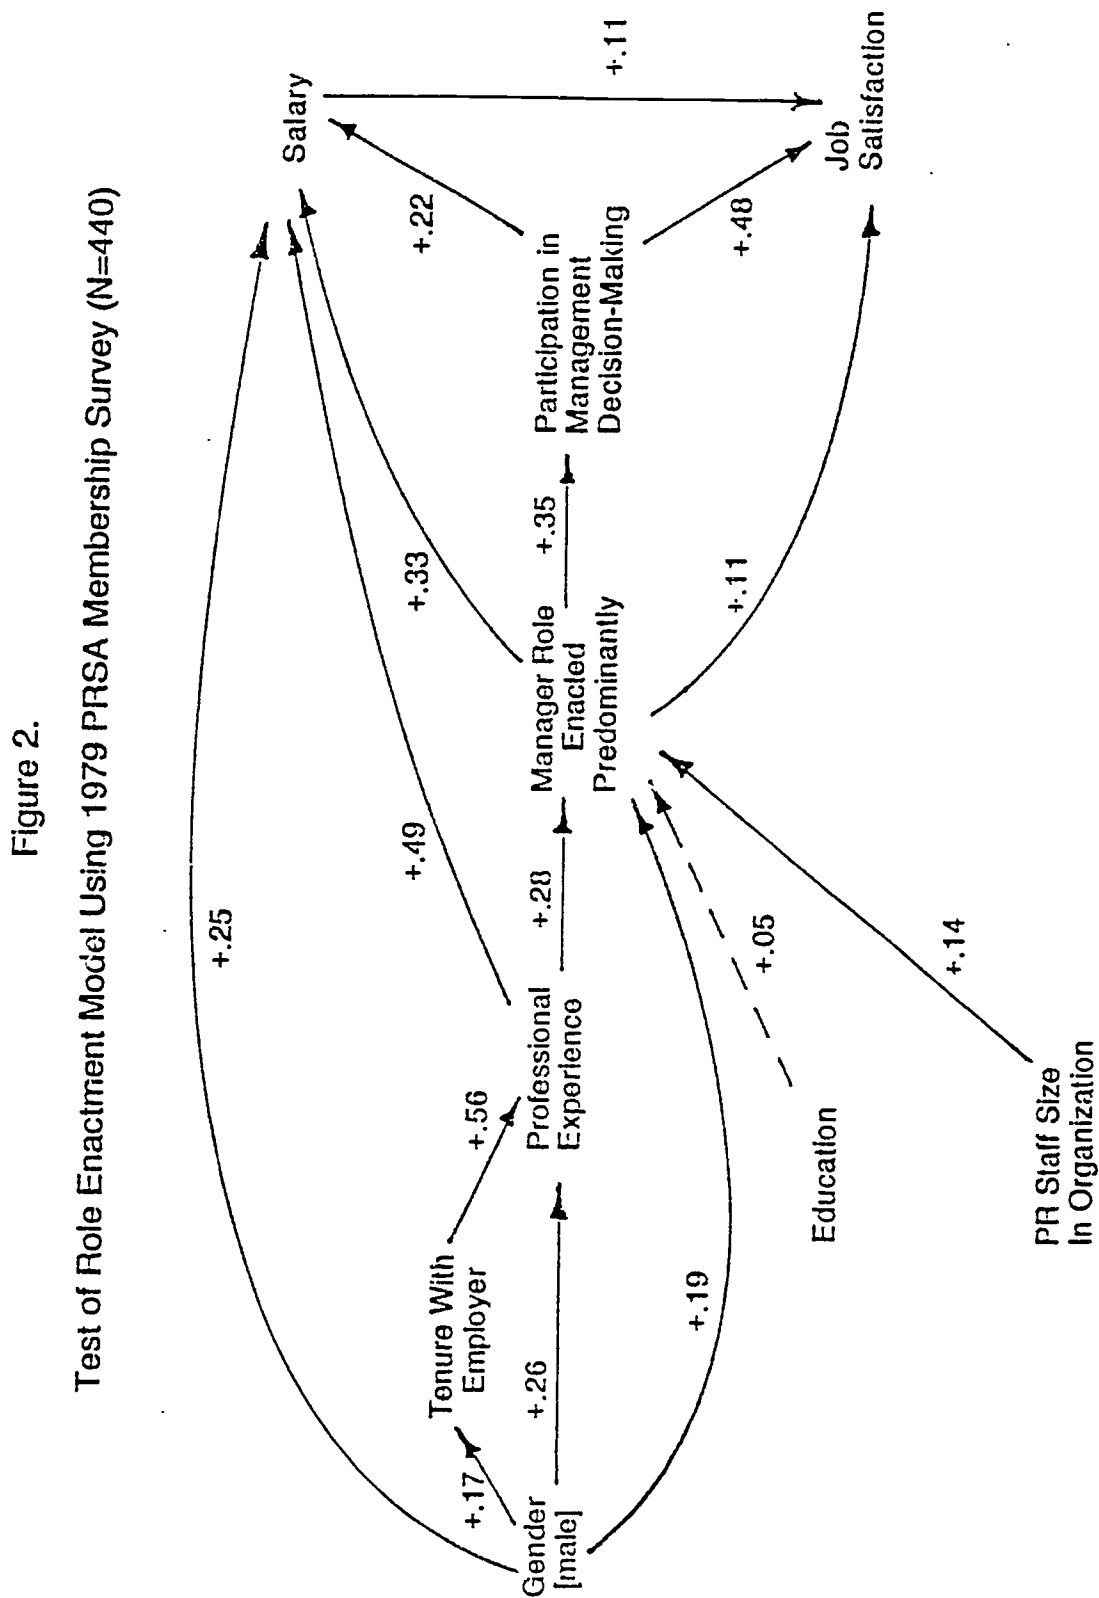 Figure 2.
Test of Role Enactment Model Using 1979 PRSA Membership Survey (N=440)
+.25
Salary
+.11
+.22
+.33
+.49
+.56
Tenure With
Employer
+.17
Gender
[male]
+.26
Professional
Experience
+.28
Manager Role
Enacted
Predominantly
+.35
Participation in
Management
Decision-Making
+.48
Job
Satisfaction
+.11
+.19
+.05
Education
+.14
PR Staff Size
In Organization